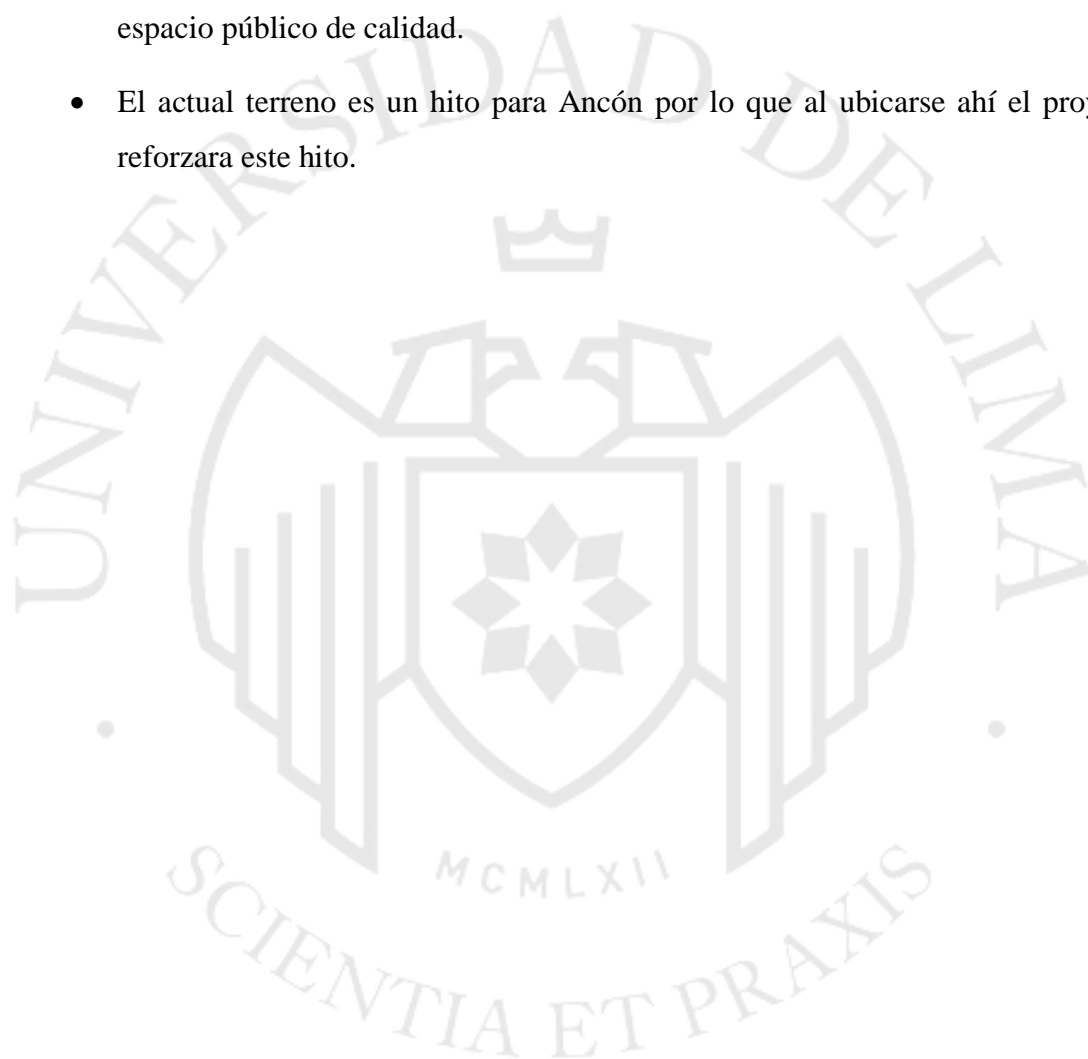 espacio público de calidad.
• El actual terreno es un hito para Ancón por lo que al ubicarse ahí el
reforzara este hito.
UNIVERSIDAD DE LIMA
MCMLXII
SCIENTIA ET PRAXIS